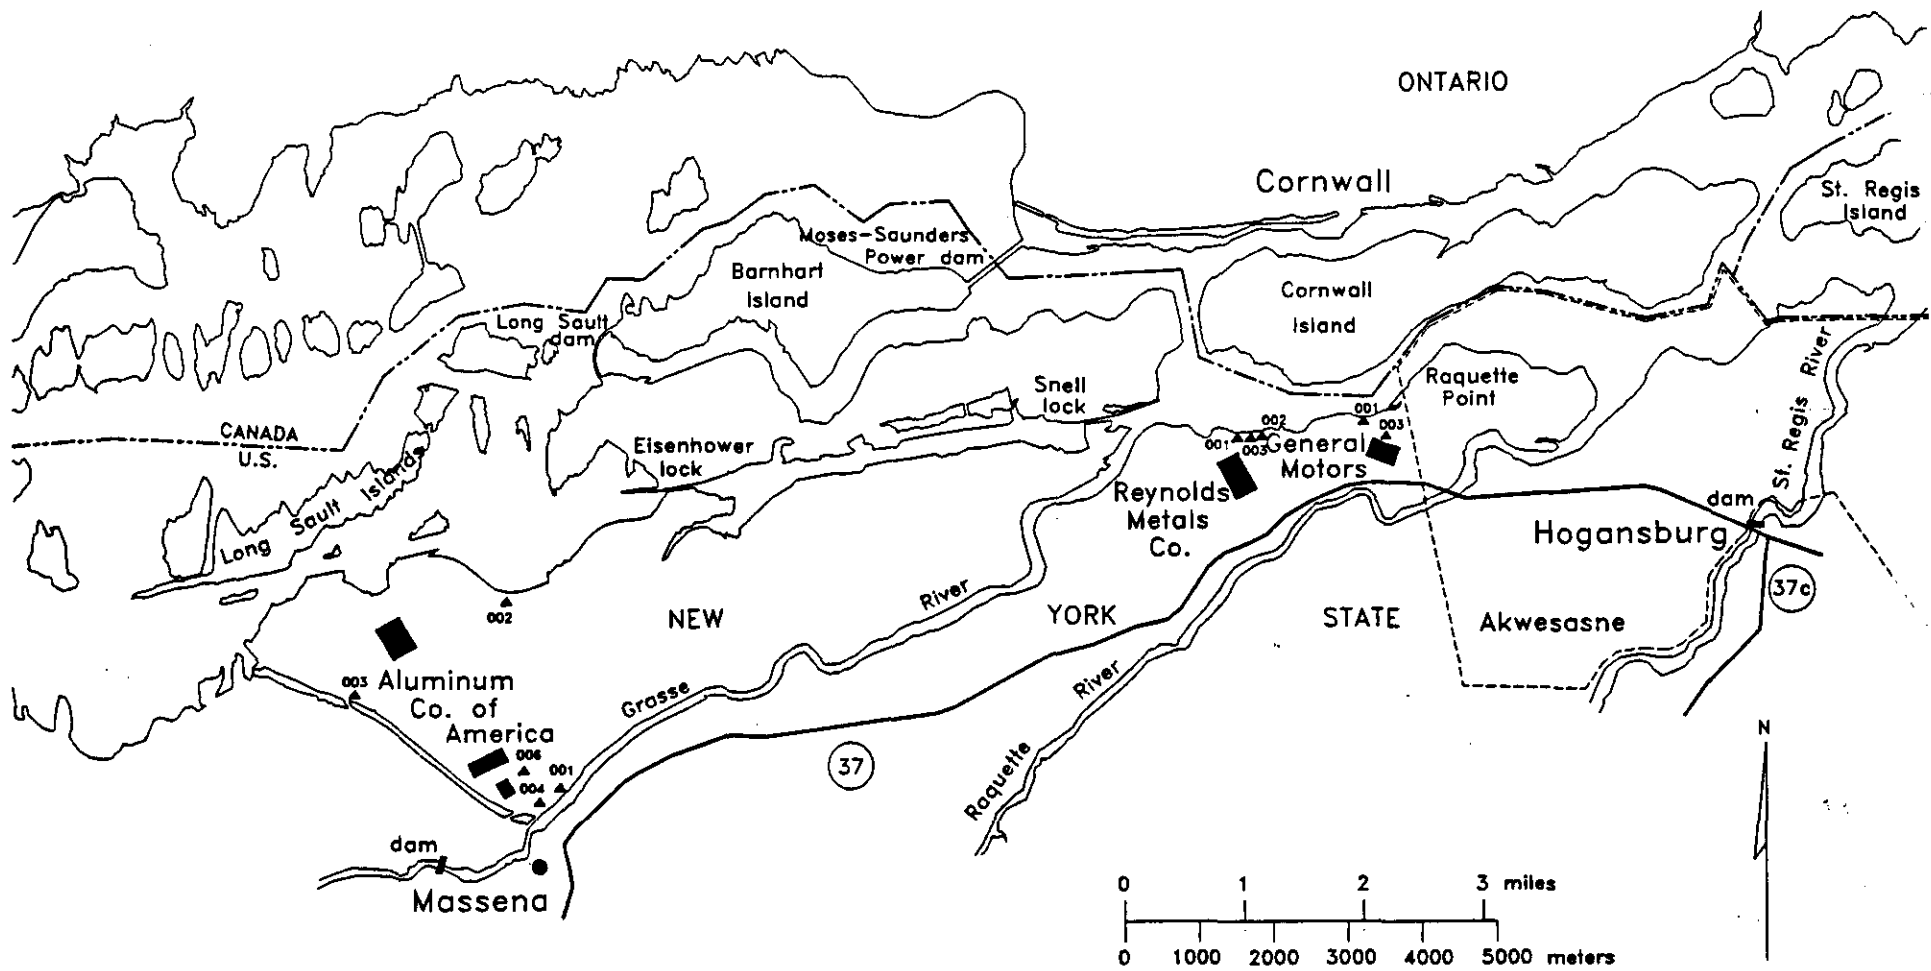 ONTARIO
Cornwall
St. Regis
Island
Moses-Saunders
Power dam
Barnhart
Island
Cornwall
Island
Long Sault
dam
St. Regis River
Raquette
Point
Snell
lock
CANADA
U.S.
Eisenhower
lock
Long Sault Islands
001
002
003
001
003
General
Motors
Reynolds
Metals
Co.
dam
Hogansburg
37c
002
NEW YORK STATE
Akwesasne
Grasse River
Raquette River
003
Aluminum
Co. of
America
006
001
004
37
N
dam
Massena
0 1 2 3 miles
0 1000 2000 3000 4000 5000 meters